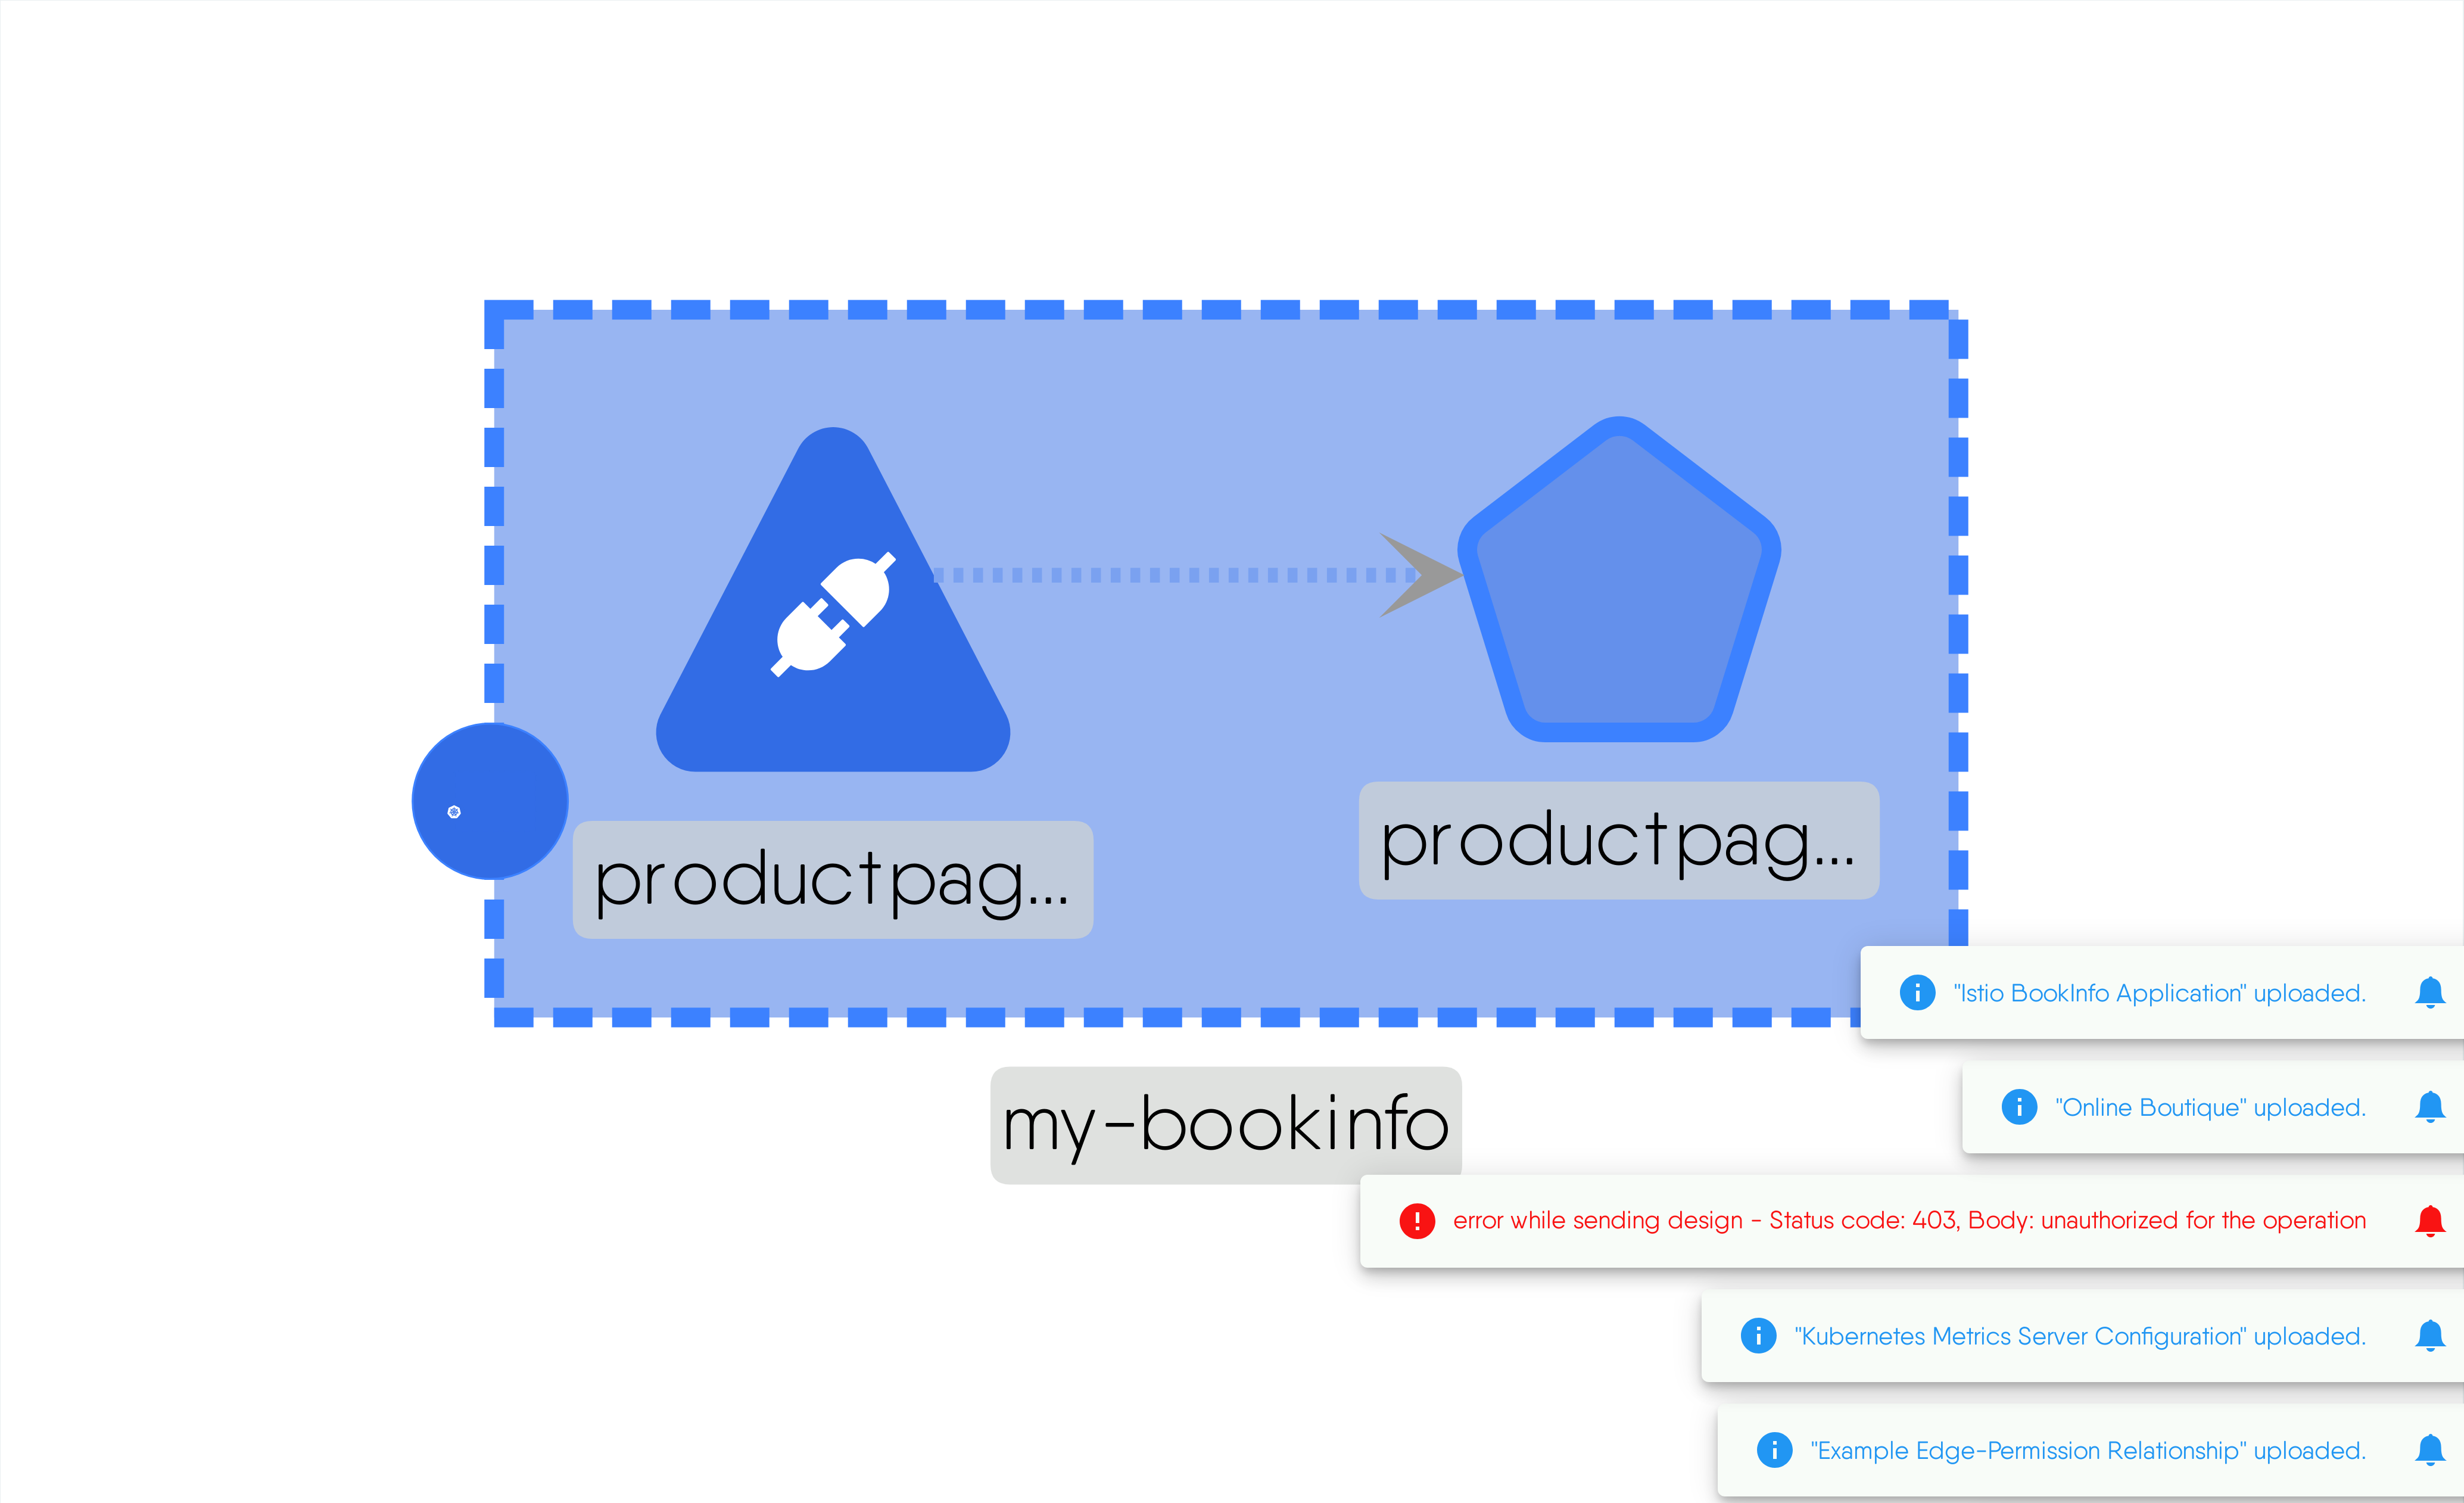 productpag...
productpag...
my-bookinfo
"Istio BookInfo Application" uploaded.
"Online Boutique" uploaded.
error while sending design - Status code: 403, Body: unauthorized for the operation
"Kubernetes Metrics Server Configuration" uploaded.
"Example Edge-Permission Relationship" uploaded.